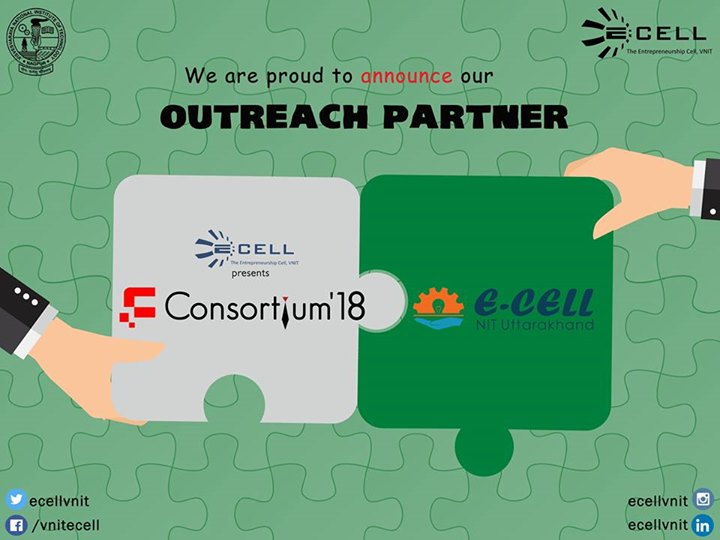 E CELL
The Entrepreneurship Cell, VNIT
We are proud to announce our
OUTREACH PARTNER
E CELL
The Entrepreneurship Cell, VNIT
presents
Consortium'18
E-CELL
NIT Uttarakhand
ecellvnit
/vnitecell
ecellvnit
ecellvnit